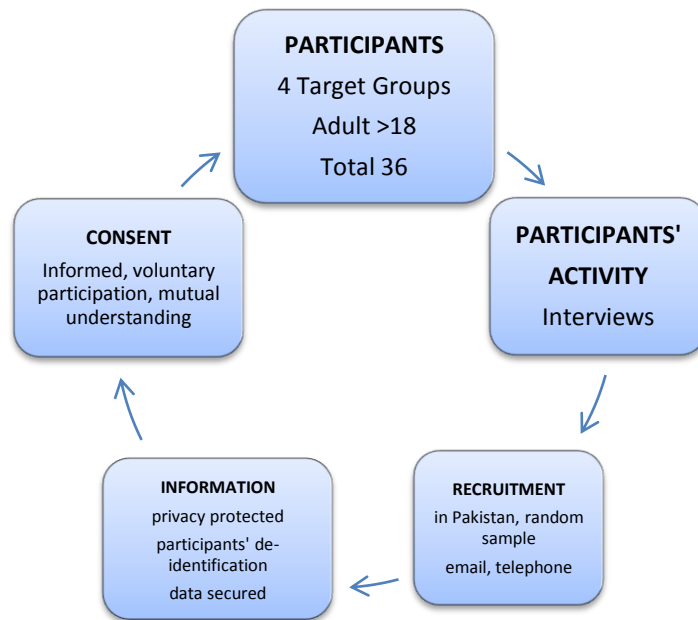 PARTICIPANTS
4 Target Groups
Adult >18
Total 36
PARTICIPANTS'
ACTIVITY
Interviews
RECRUITMENT
in Pakistan, random
sample
email, telephone
INFORMATION
privacy protected
participants' de-
identification
data secured
CONSENT
Informed, voluntary
participation, mutual
understanding